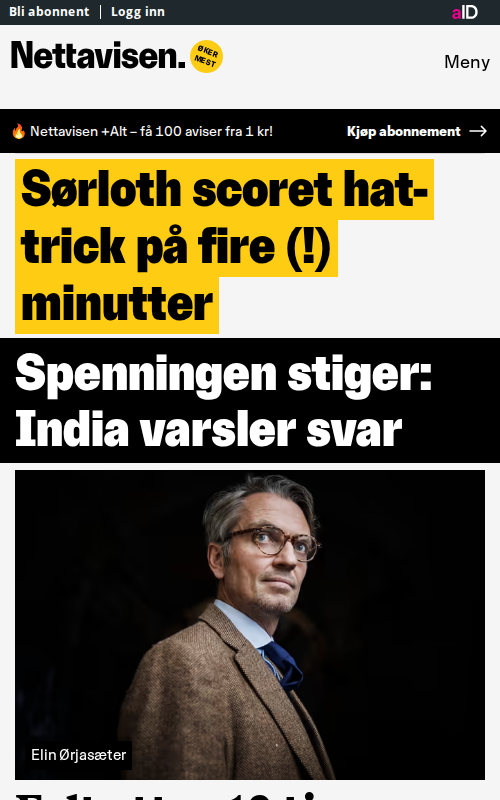 Bli abonnent | Logg inn
aID
Nettavisen.
ØKER
MEST
Meny
Nettavisen +Alt – få 100 aviser fra 1 kr!
Kjøp abonnement
Sørloth scoret hat-
trick på fire (!)
minutter
Spenningen stiger:
India varsler svar
Elin Ørjasæter